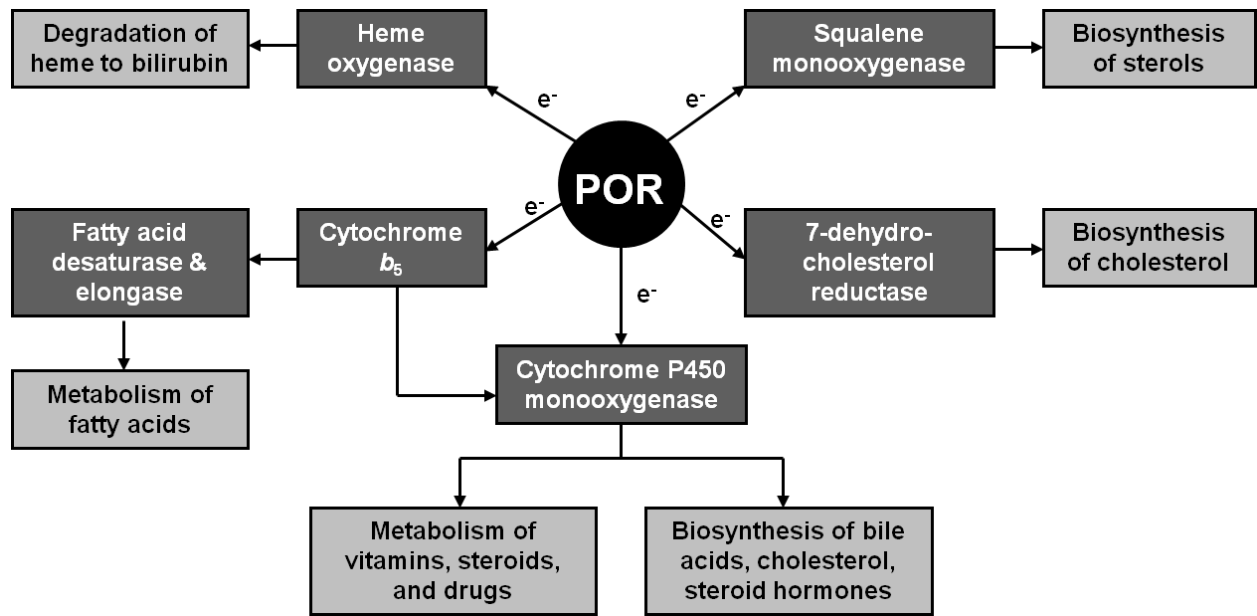 Degradation of
heme to bilirubin
Heme
oxygenase
Squalene
monooxygenase
Biosynthesis
of sterols
e⁻
e⁻
POR
Fatty acid
desaturase &
elongase
Cytochrome
b₅
e⁻
e⁻
7-dehydro-
cholesterol
reductase
Biosynthesis
of cholesterol
e⁻
Metabolism of
fatty acids
Cytochrome P450
monooxygenase
Metabolism of
vitamins, steroids,
and drugs
Biosynthesis of bile
acids, cholesterol,
steroid hormones